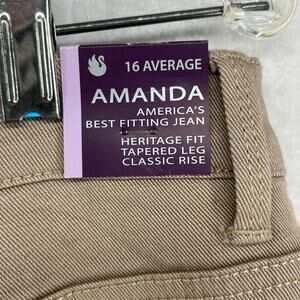 16 AVERAGE
AMANDA
AMERICA'S
BEST FITTING JEAN
HERITAGE FIT
TAPERED LEG
CLASSIC RISE